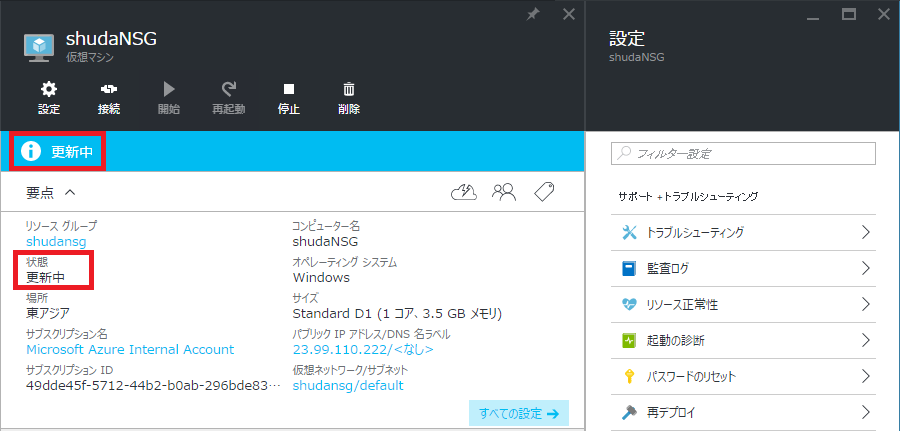 shudaNSG
仮想マシン
設定
接続
開始
再起動
停止
削除
更新中
要点
リソース グループ
shudansg
状態
更新中
場所
東アジア
サブスクリプション名
Microsoft Azure Internal Account
サブスクリプション ID
49dde45f-5712-44b2-b0ab-296bde83…
コンピューター名
shudaNSG
オペレーティング システム
Windows
サイズ
Standard D1 (1 コア、3.5 GB メモリ)
パブリック IP アドレス/DNS 名ラベル
23.99.110.222/<なし>
仮想ネットワーク/サブネット
shudansg/default
すべての設定
設定
shudaNSG
フィルター設定
サポート + トラブルシューティング
トラブルシューティング
監査ログ
リソース正常性
起動の診断
パスワードのリセット
再デプロイ